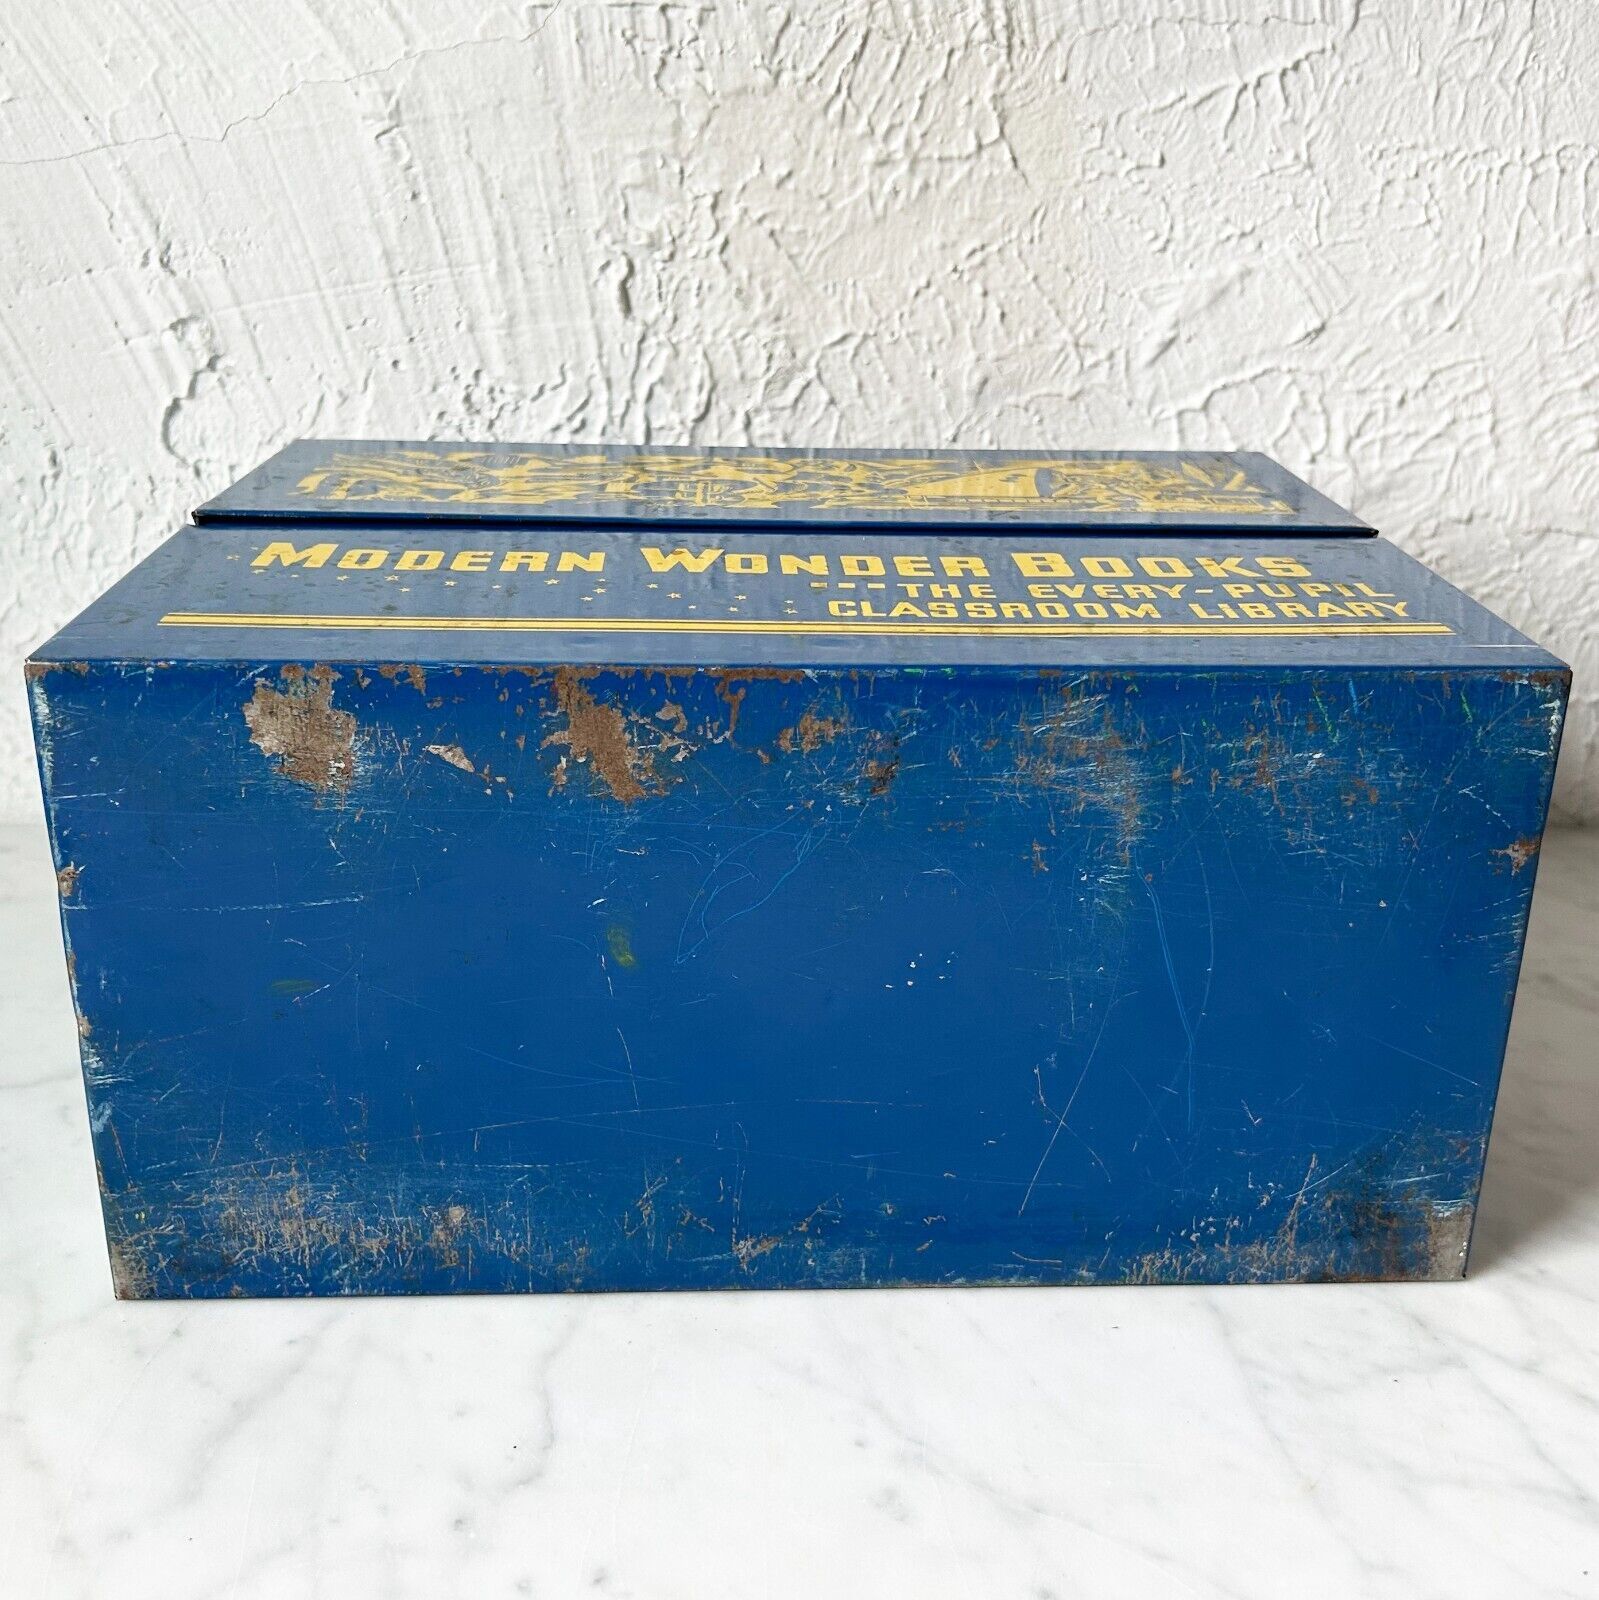 MODERN WONDER BOOKS
---THE EVERY-PUPIL
CLASSROOM LIBRARY